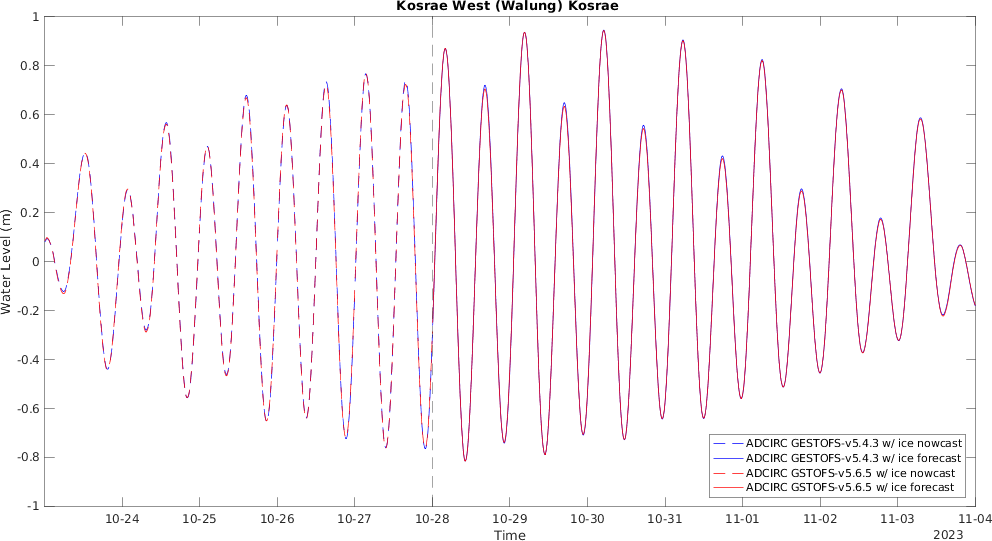 Kosrae West (Walung) Kosrae
1
0.8
0.6
0.4
0.2
0
-0.2
-0.4
-0.6
-0.8
-1
Water Level (m)
ADCIRC GESTOFS-v5.4.3 w/ ice nowcast
ADCIRC GESTOFS-v5.4.3 w/ ice forecast
ADCIRC GSTOFS-v5.6.5 w/ ice nowcast
ADCIRC GSTOFS-v5.6.5 w/ ice forecast
10-24 10-25 10-26 10-27 10-28 10-29 10-30 10-31 11-01 11-02 11-03 11-04
Time
2023